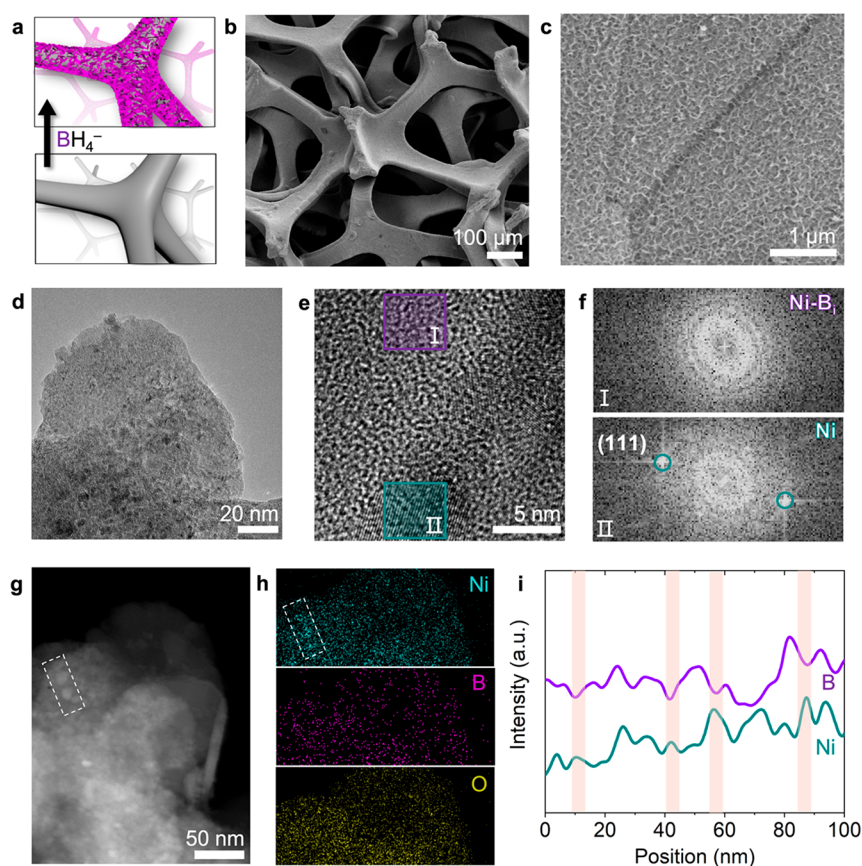 a
BH₄⁻
b
100 µm
c
1 µm
d
20 nm
e
I
II
5 nm
f
Ni-BI
I
(111)
Ni
II
g
50 nm
h
Ni
B
O
i
Intensity (a.u.)
B
Ni
0 20 40 60 80 100
Position (nm)